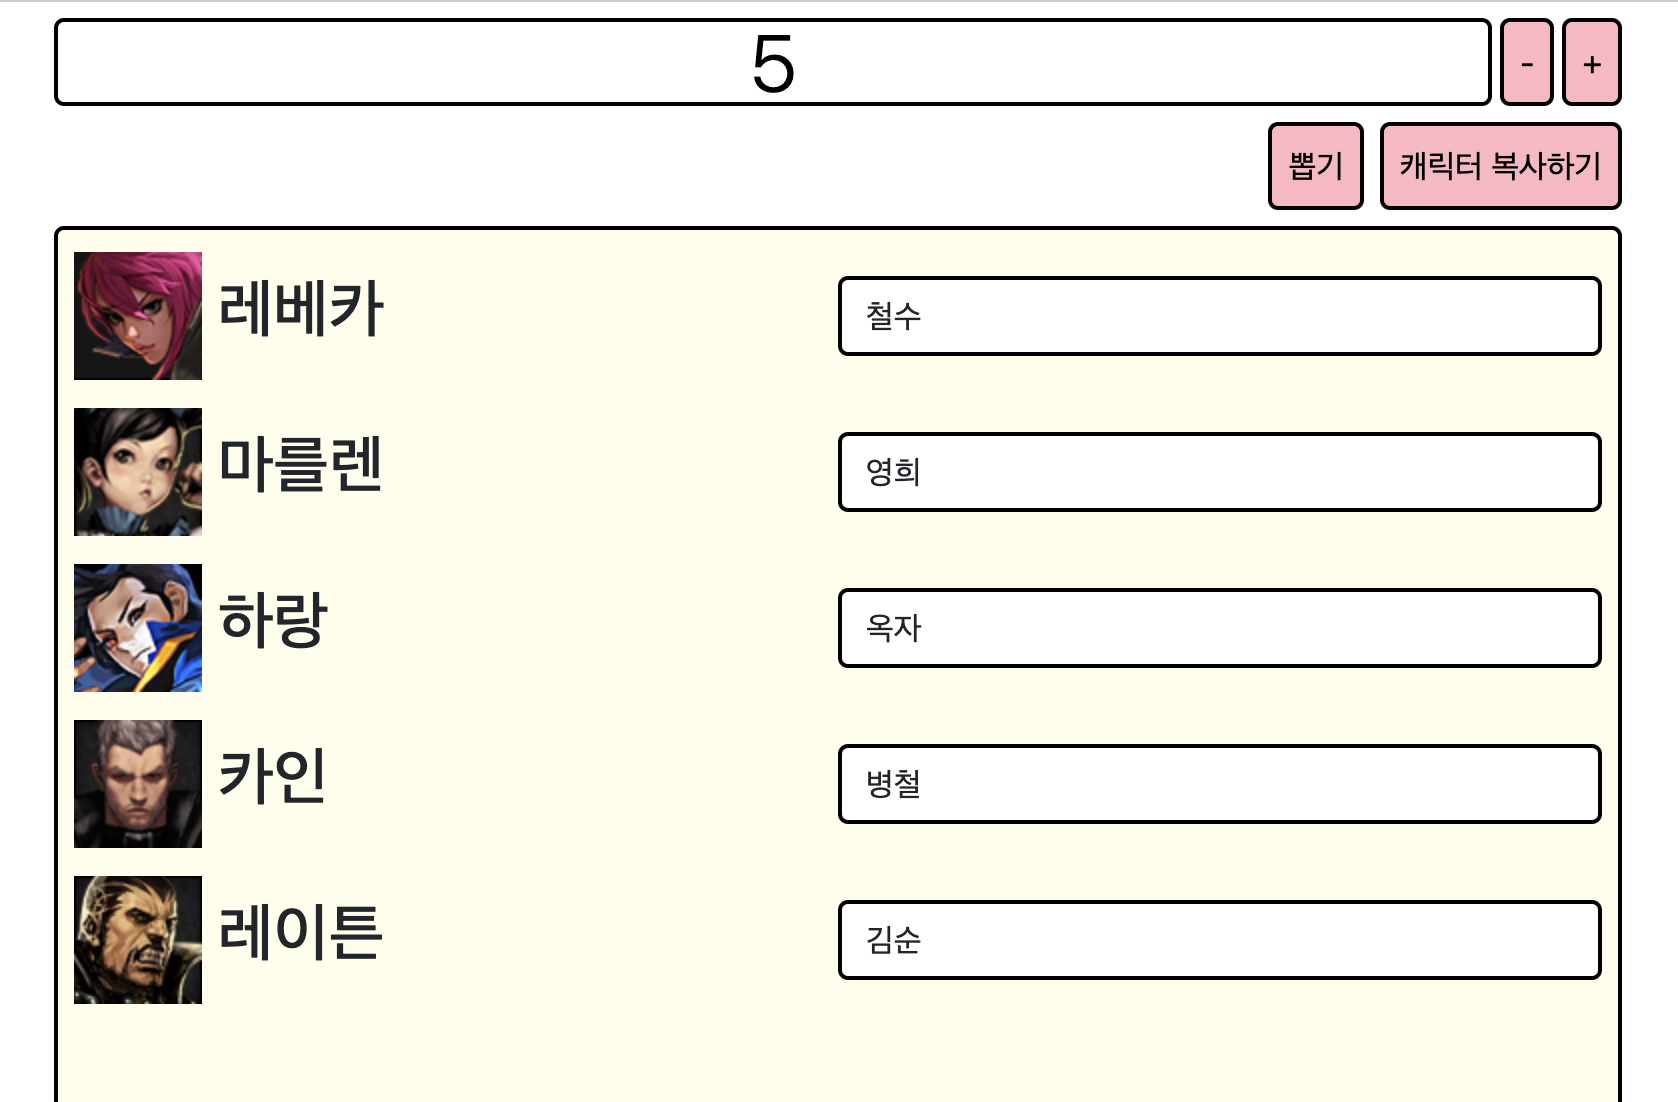 5
- +
뽑기 캐릭터 복사하기
레베카 철수
마를렌 영희
하랑 옥자
카인 병철
레이튼 김순